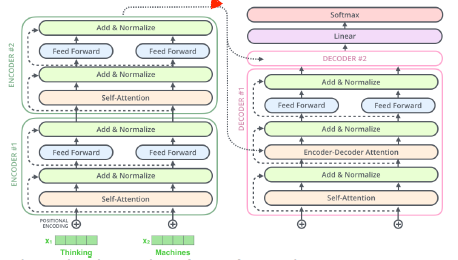 ENCODER #2
Add & Normalize
Feed Forward
Feed Forward
Add & Normalize
Self-Attention
ENCODER #1
Add & Normalize
Feed Forward
Feed Forward
Add & Normalize
Self-Attention
POSITIONAL
ENCODING
x₁
x₂
Thinking
Machines
Softmax
Linear
DECODER #2
DECODER #1
Add & Normalize
Feed Forward
Feed Forward
Add & Normalize
Encoder-Decoder Attention
Add & Normalize
Self-Attention